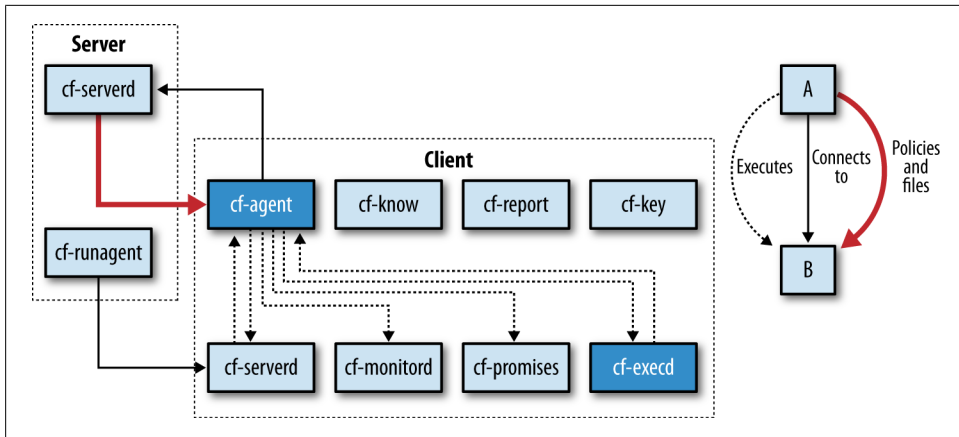 Server
cf-serverd
cf-runagent
Client
cf-agent
cf-know
cf-report
cf-key
cf-serverd
cf-monitord
cf-promises
cf-execd
A
Executes
Connects
to
Policies
and
files
B